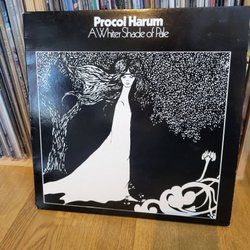 Procol Harum
A Whiter Shade of Pale